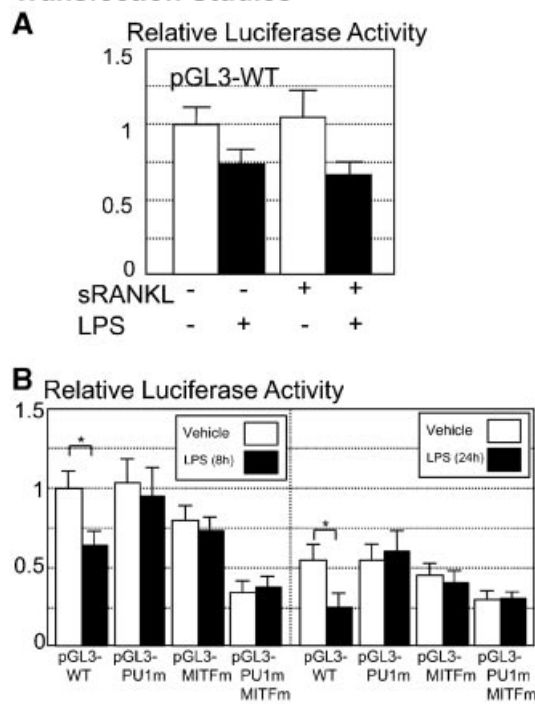 Transfection Studies
A
Relative Luciferase Activity
1.5
pGL3-WT
1
0.5
0
sRANKL - - + +
LPS - + - +
B Relative Luciferase Activity
1.5
Vehicle
LPS (8h)
Vehicle
LPS (24h)
*
1
*
0.5
0
pGL3-WT pGL3-PU1m pGL3-MITFm pGL3-PU1m MITFm pGL3-WT pGL3-PU1m pGL3-MITFm pGL3-PU1m MITFm